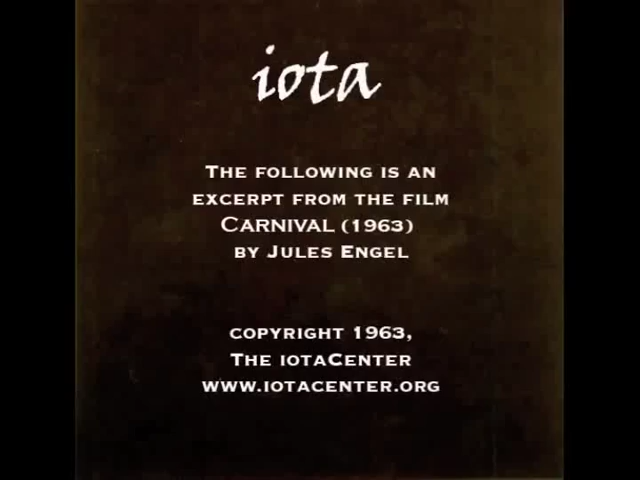 iota
The following is an
excerpt from the film
CARNIVAL (1963)
by Jules Engel
copyright 1963,
The iotaCenter
www.iotacenter.org